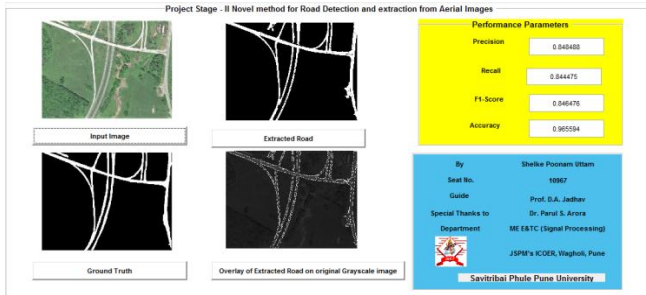 Project Stage - II Novel method for Road Detection and extraction from Aerial Images
Input Image
Extracted Road
Ground Truth
Overlay of Extracted Road on original Grayscale image
Performance Parameters
Precision 0.848488
Recall 0.844475
F1-Score 0.846476
Accuracy 0.965594
By Shelke Poonam Uttam
Seat No. 10967
Guide Prof. D.A. Jadhav
Special Thanks to Dr. Parul S. Arora
Department ME E&TC (Signal Processing)
JSPM's ICOER, Wagholi, Pune
Savitribai Phule Pune University